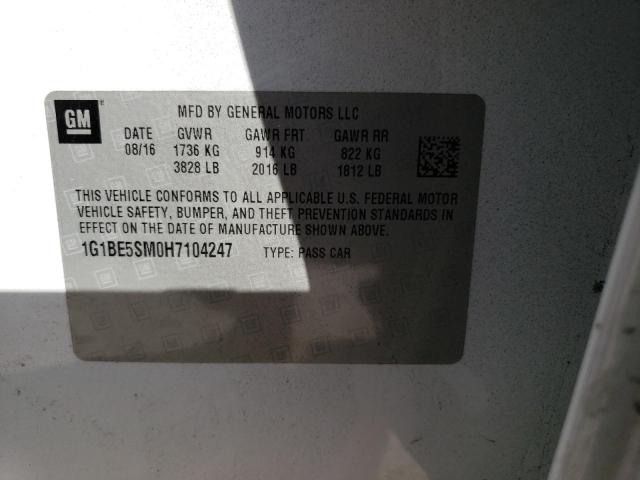 GM
MFD BY GENERAL MOTORS LLC
DATE GVWR GAWR FRT GAWR RR
08/16 1736 KG 914 KG 822 KG
3828 LB 2016 LB 1812 LB
THIS VEHICLE CONFORMS TO ALL APPLICABLE U.S. FEDERAL MOTOR
VEHICLE SAFETY, BUMPER, AND THEFT PREVENTION STANDARDS IN
EFFECT ON THE DATE OF MANUFACTURE SHOWN ABOVE.
1G1BE5SM0H7104247 TYPE: PASS CAR